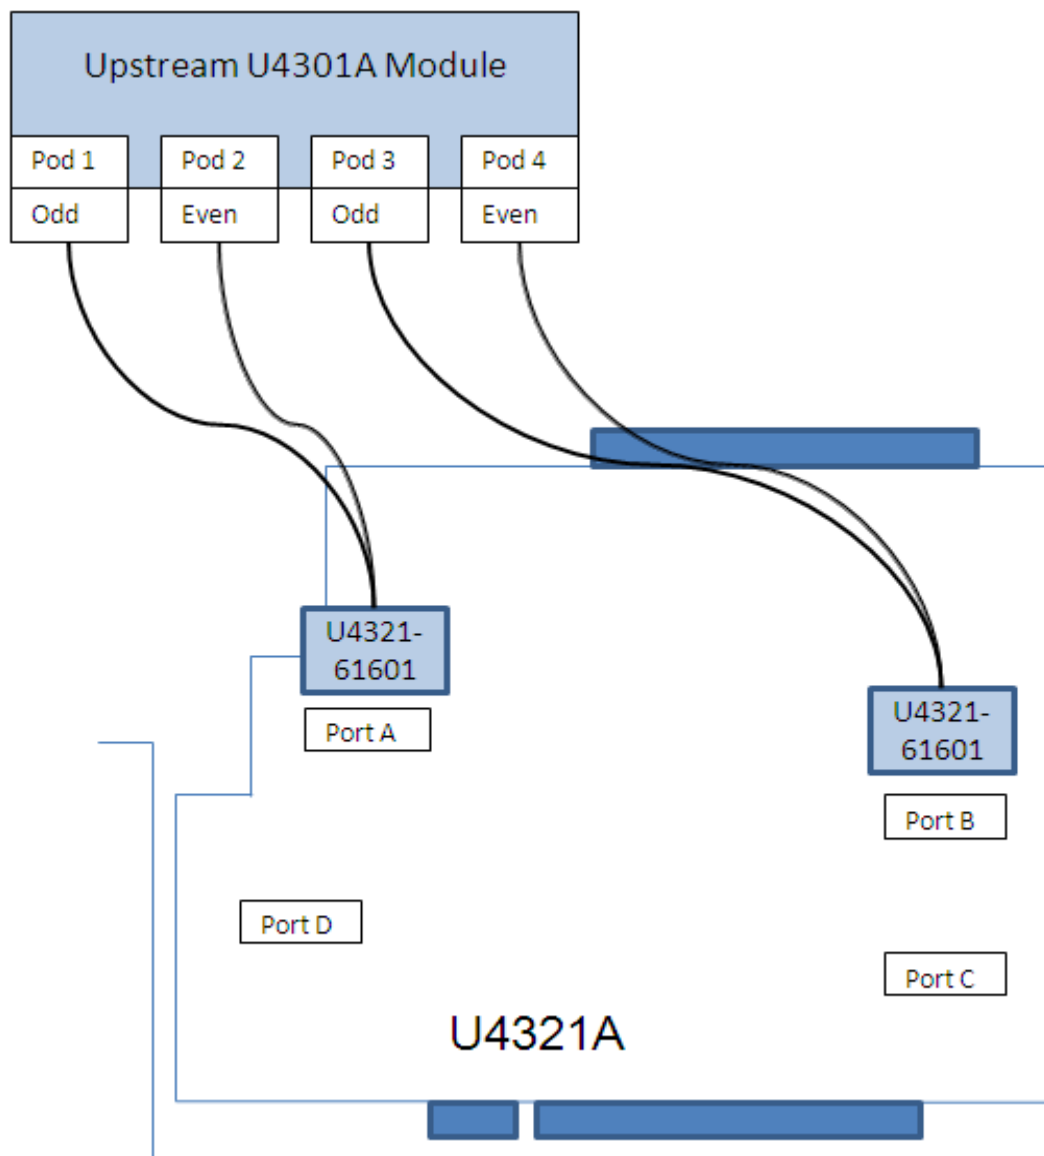 Upstream U4301A Module
Pod 1
Pod 2
Pod 3
Pod 4
Odd
Even
Odd
Even
U4321-
61601
Port A
U4321-
61601
Port B
Port D
Port C
U4321A